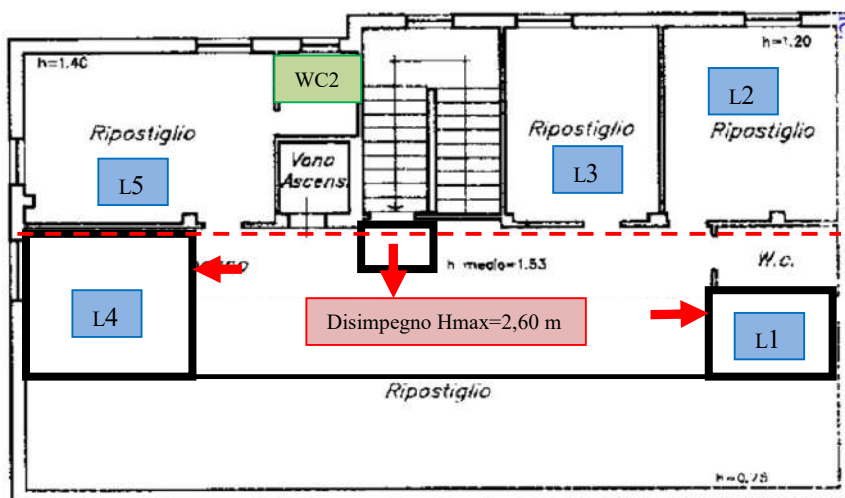 h=1.40
WC2
h=1.20
L2
Ripostiglio
Ripostiglio
Ripostiglio
Vano
Ascens.
L5
L3
h medio=1.53
W.c.
L4
Disimpegno Hmax=2,60 m
L1
Ripostiglio
h=0.75